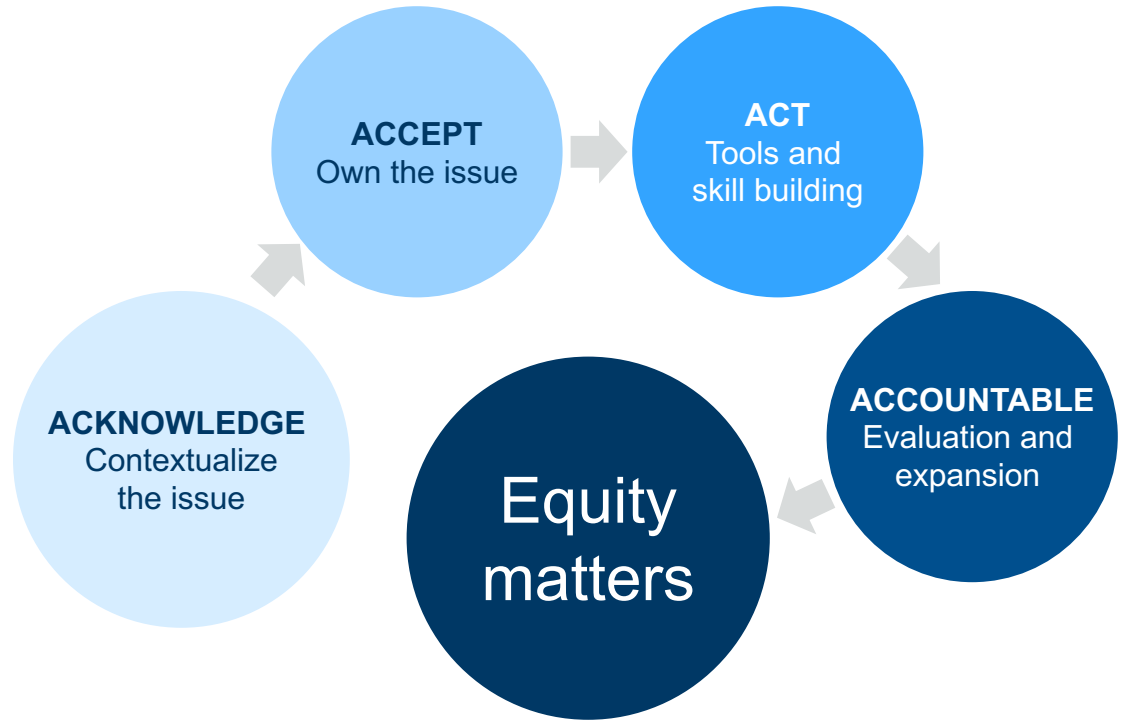 ACKNOWLEDGE
Contextualize
the issue
ACCEPT
Own the issue
ACT
Tools and
skill building
ACCOUNTABLE
Evaluation and
expansion
Equity
matters